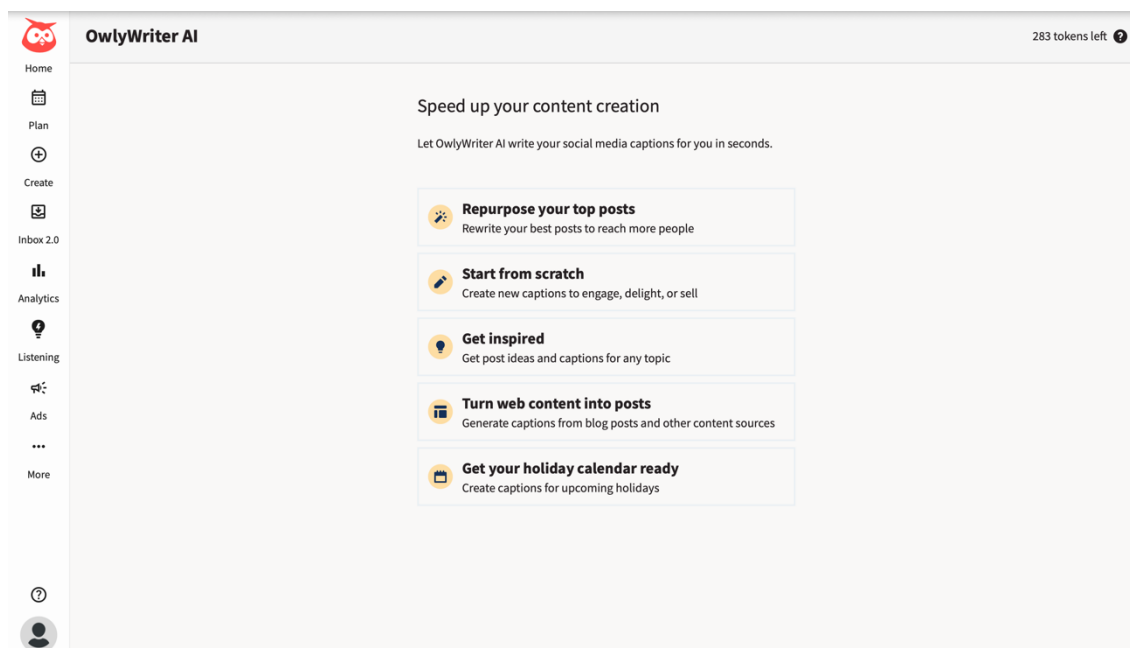 OwlyWriter AI
283 tokens left ?
Home
Plan
Create
Inbox 2.0
Analytics
Listening
Ads
More
?
Speed up your content creation
Let OwlyWriter AI write your social media captions for you in seconds.
Repurpose your top posts
Rewrite your best posts to reach more people
Start from scratch
Create new captions to engage, delight, or sell
Get inspired
Get post ideas and captions for any topic
Turn web content into posts
Generate captions from blog posts and other content sources
Get your holiday calendar ready
Create captions for upcoming holidays